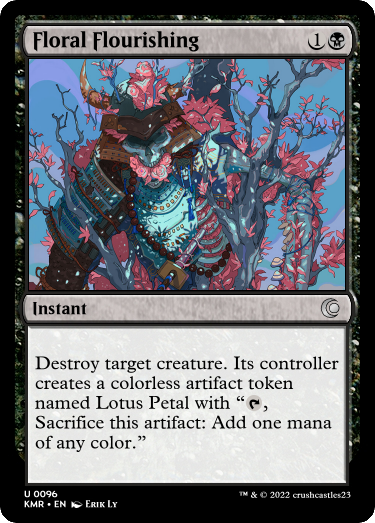 Floral Flourishing 1
Instant
Destroy target creature. Its controller
creates a colorless artifact token
named Lotus Petal with “,
Sacrifice this artifact: Add one mana
of any color.”
U 0096
KMR • EN Erik Ly
™ & © 2022 crushcastles23